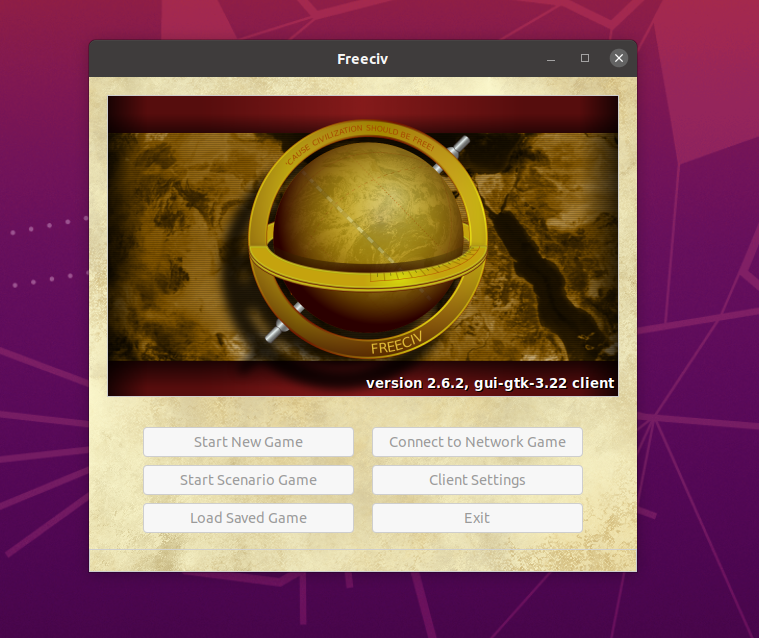 Freeciv
'CAUSE CIVILIZATION SHOULD BE FREE!
FREECIV
version 2.6.2, gui-gtk-3.22 client
Start New Game
Connect to Network Game
Start Scenario Game
Client Settings
Load Saved Game
Exit